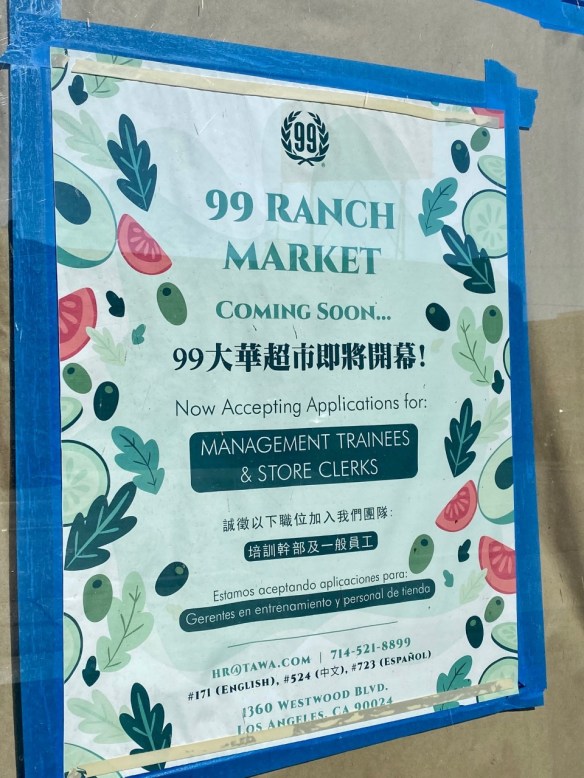 99
99 RANCH
MARKET
COMING SOON...
99大華超市即將開幕!
Now Accepting Applications for:
MANAGEMENT TRAINEES
& STORE CLERKS
誠徵以下職位加入我們團隊:
培訓幹部及一般員工
Estamos aceptando aplicaciones para:
Gerentes en entrenamiento y personal de tienda
HR@TAWA.COM | 714-521-8899
#171 (ENGLISH), #524 (中文), #723 (ESPAÑOL)
1360 WESTWOOD BLVD.
LOS ANGELES, CA 90024